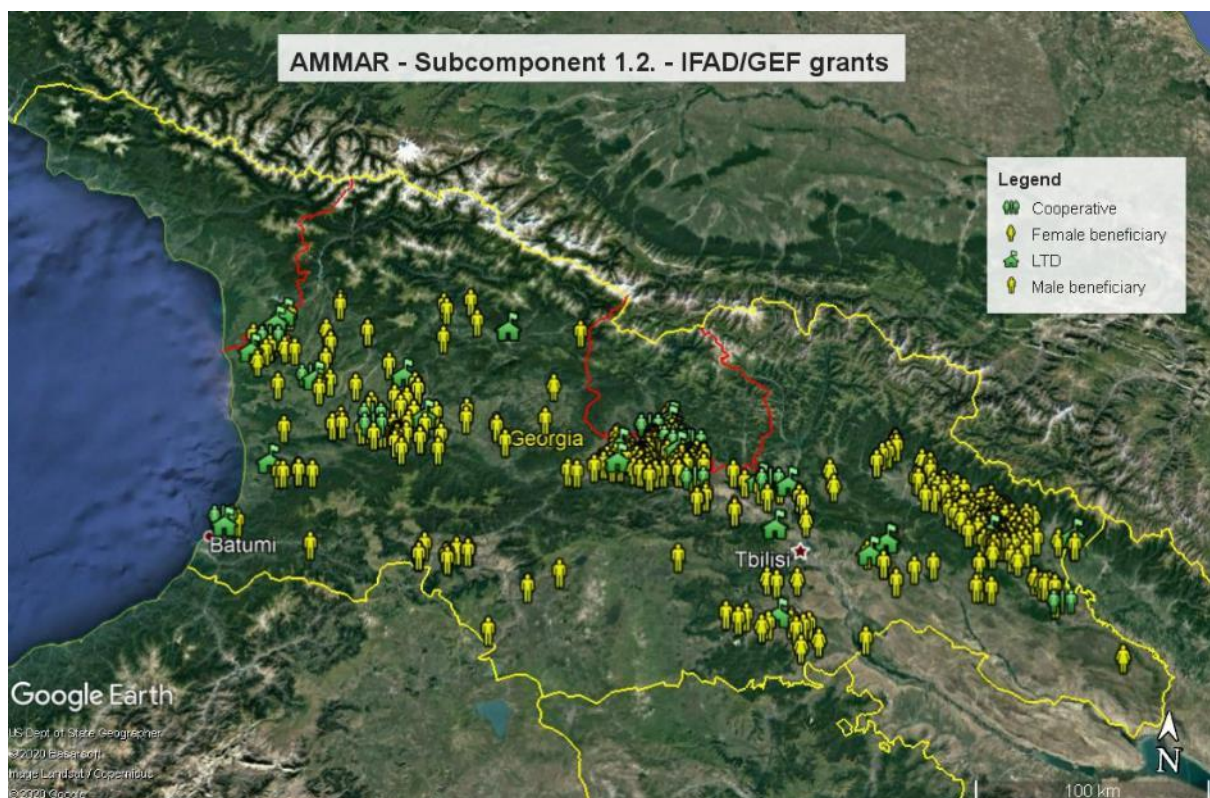 AMMAR - Subcomponent 1.2. - IFAD/GEF grants
Legend
Cooperative
Female beneficiary
LTD
Male beneficiary
Georgia
Batumi
Tbilisi
Google Earth
US Dept of State Geographer
© 2020 Basarsoft
Image Landsat / Copernicus
© 2020 Google
N
100 km